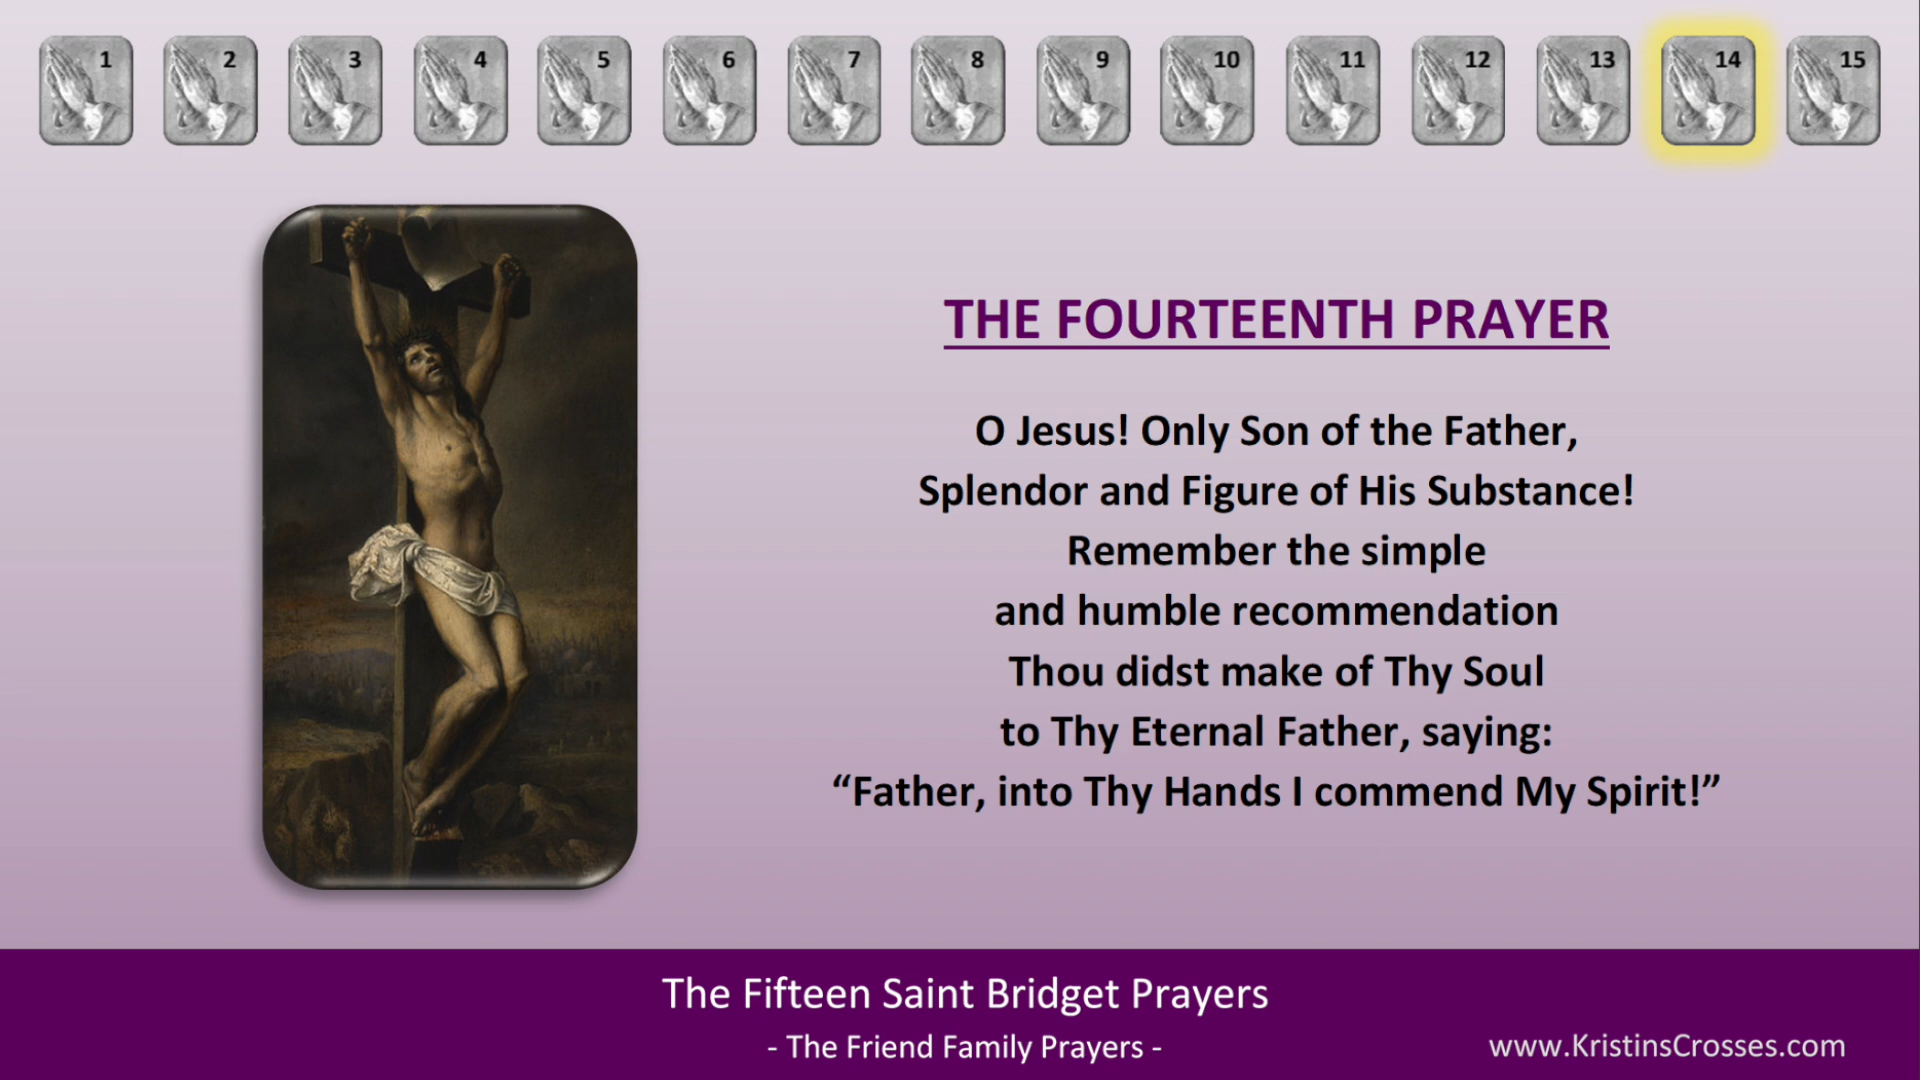 1 2 3 4 5 6 7 8 9 10 11 12 13 14 15
THE FOURTEENTH PRAYER
O Jesus! Only Son of the Father,
Splendor and Figure of His Substance!
Remember the simple
and humble recommendation
Thou didst make of Thy Soul
to Thy Eternal Father, saying:
“Father, into Thy Hands I commend My Spirit!”
The Fifteen Saint Bridget Prayers
- The Friend Family Prayers -
www.KristinsCrosses.com